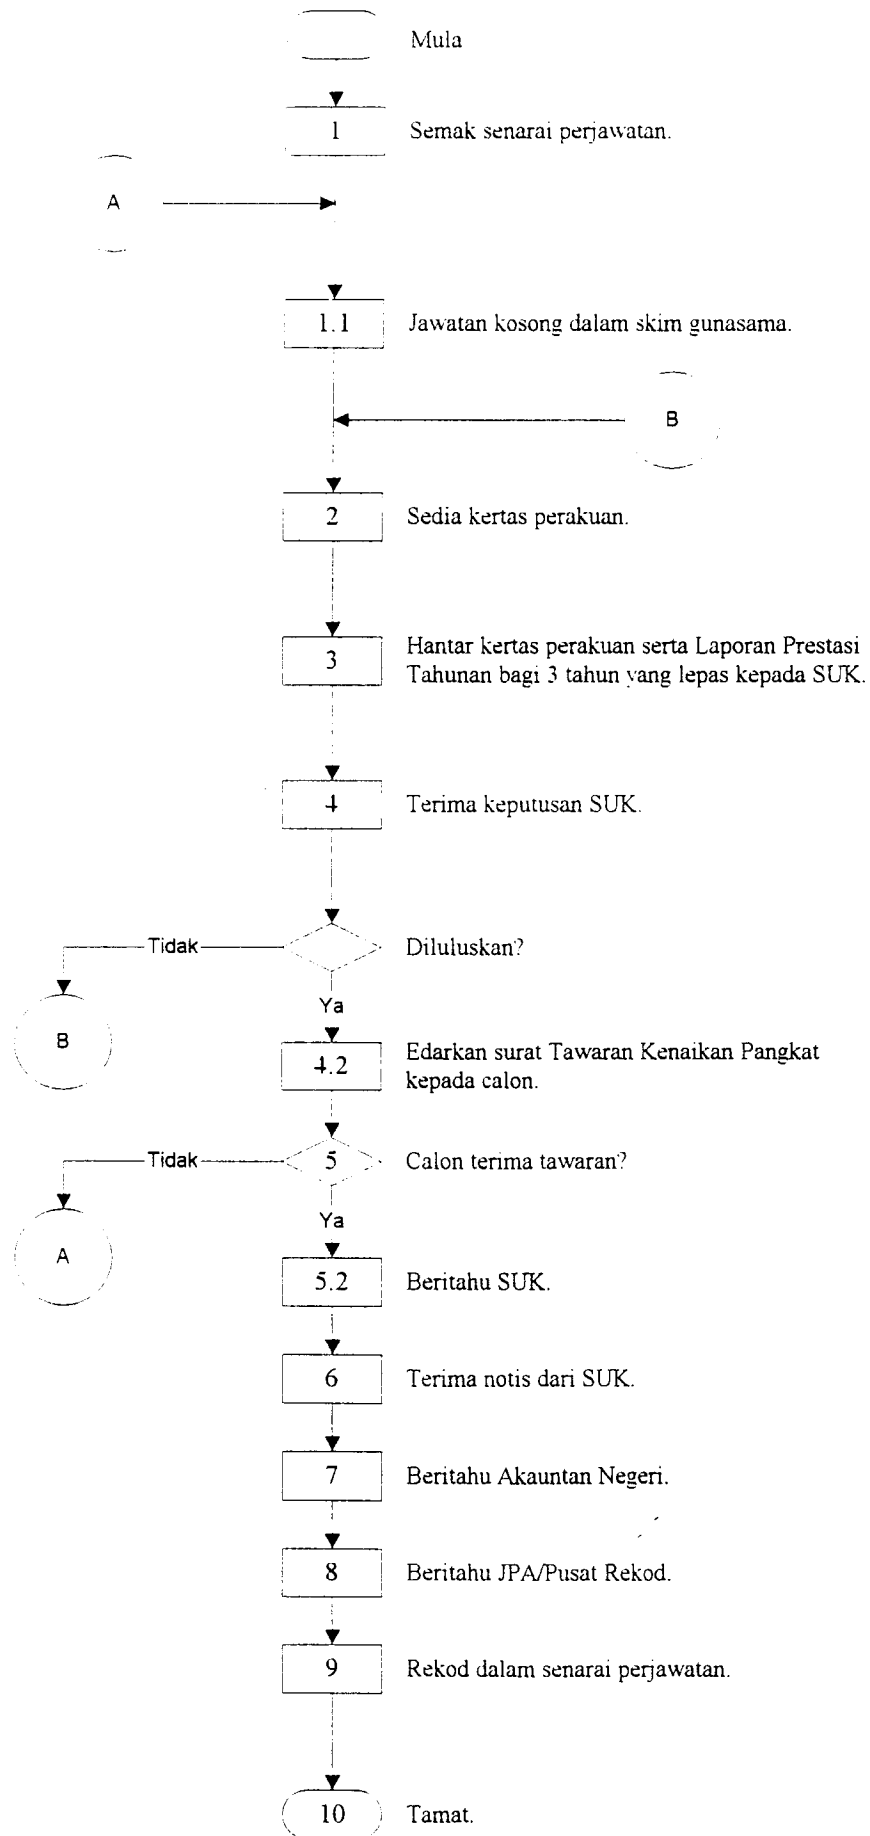 Mula
1 Semak senarai perjawatan.
A
1.1 Jawatan kosong dalam skim gunasama.
B
2 Sedia kertas perakuan.
3 Hantar kertas perakuan serta Laporan Prestasi
Tahunan bagi 3 tahun yang lepas kepada SUK.
4 Terima keputusan SUK.
Tidak Diluluskan?
Ya
B
4.2 Edarkan surat Tawaran Kenaikan Pangkat
kepada calon.
Tidak 5 Calon terima tawaran?
Ya
A
5.2 Beritahu SUK.
6 Terima notis dari SUK.
7 Beritahu Akauntan Negeri.
8 Beritahu JPA/Pusat Rekod.
9 Rekod dalam senarai perjawatan.
10 Tamat.